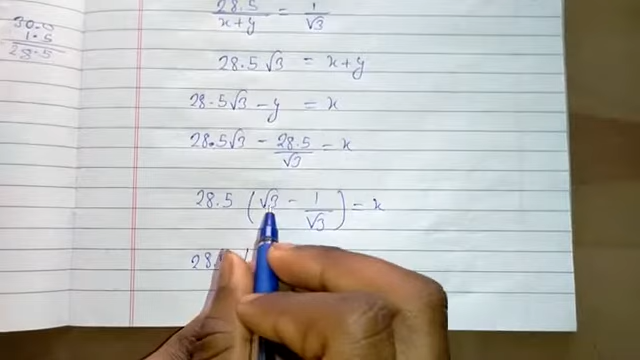 30.0
1.5
28.5
28.5/x+y = 1/√3
28.5√3 = x+y
28.5√3 - y = x
28.5√3 - 28.5/√3 = x
28.5 (√3 - 1/√3) = x
28